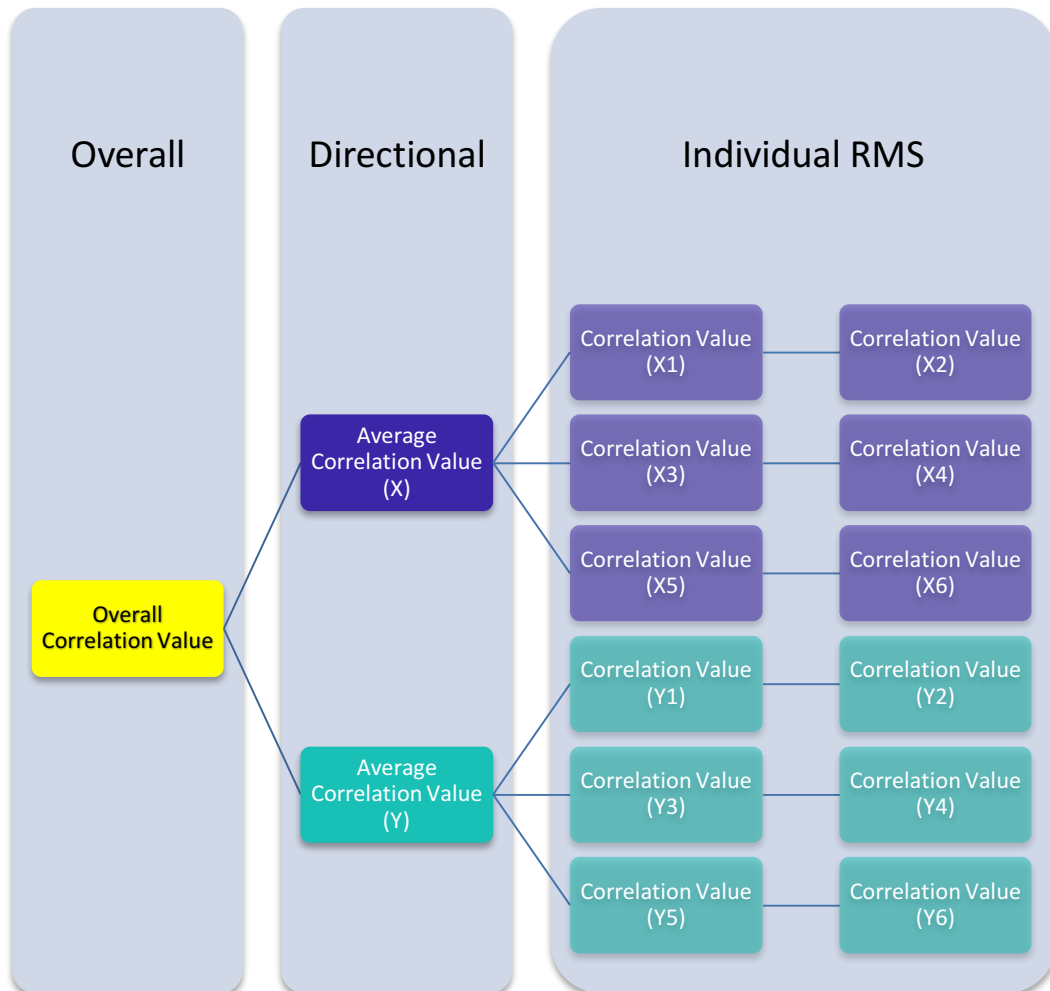 Overall
Directional
Individual RMS
Correlation Value
(X1)
Correlation Value
(X2)
Average
Correlation Value
(X)
Correlation Value
(X3)
Correlation Value
(X4)
Correlation Value
(X5)
Correlation Value
(X6)
Overall
Correlation Value
Correlation Value
(Y1)
Correlation Value
(Y2)
Average
Correlation Value
(Y)
Correlation Value
(Y3)
Correlation Value
(Y4)
Correlation Value
(Y5)
Correlation Value
(Y6)